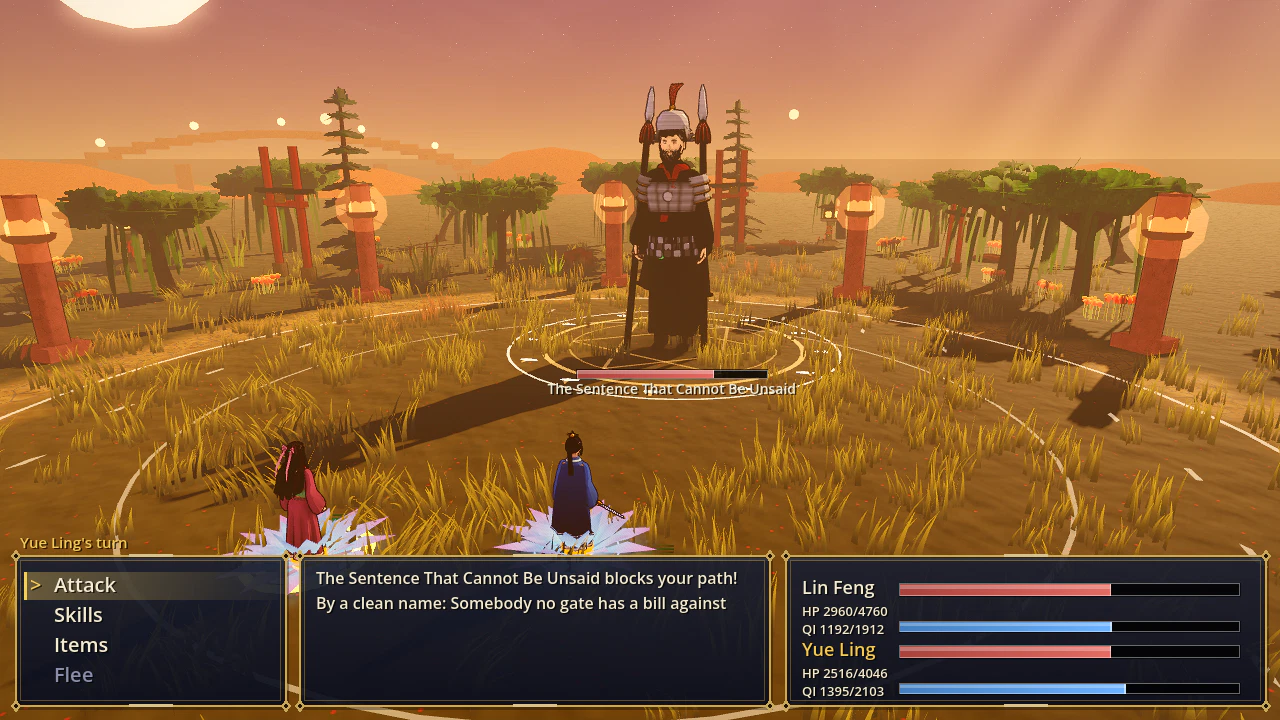 The Sentence That Cannot Be Unsaid
Yue Ling's turn
> Attack
Skills
Items
Flee
The Sentence That Cannot Be Unsaid blocks your path!
By a clean name: Somebody no gate has a bill against
Lin Feng
HP 2960/4760
QI 1192/1912
Yue Ling
HP 2516/4046
QI 1395/2103